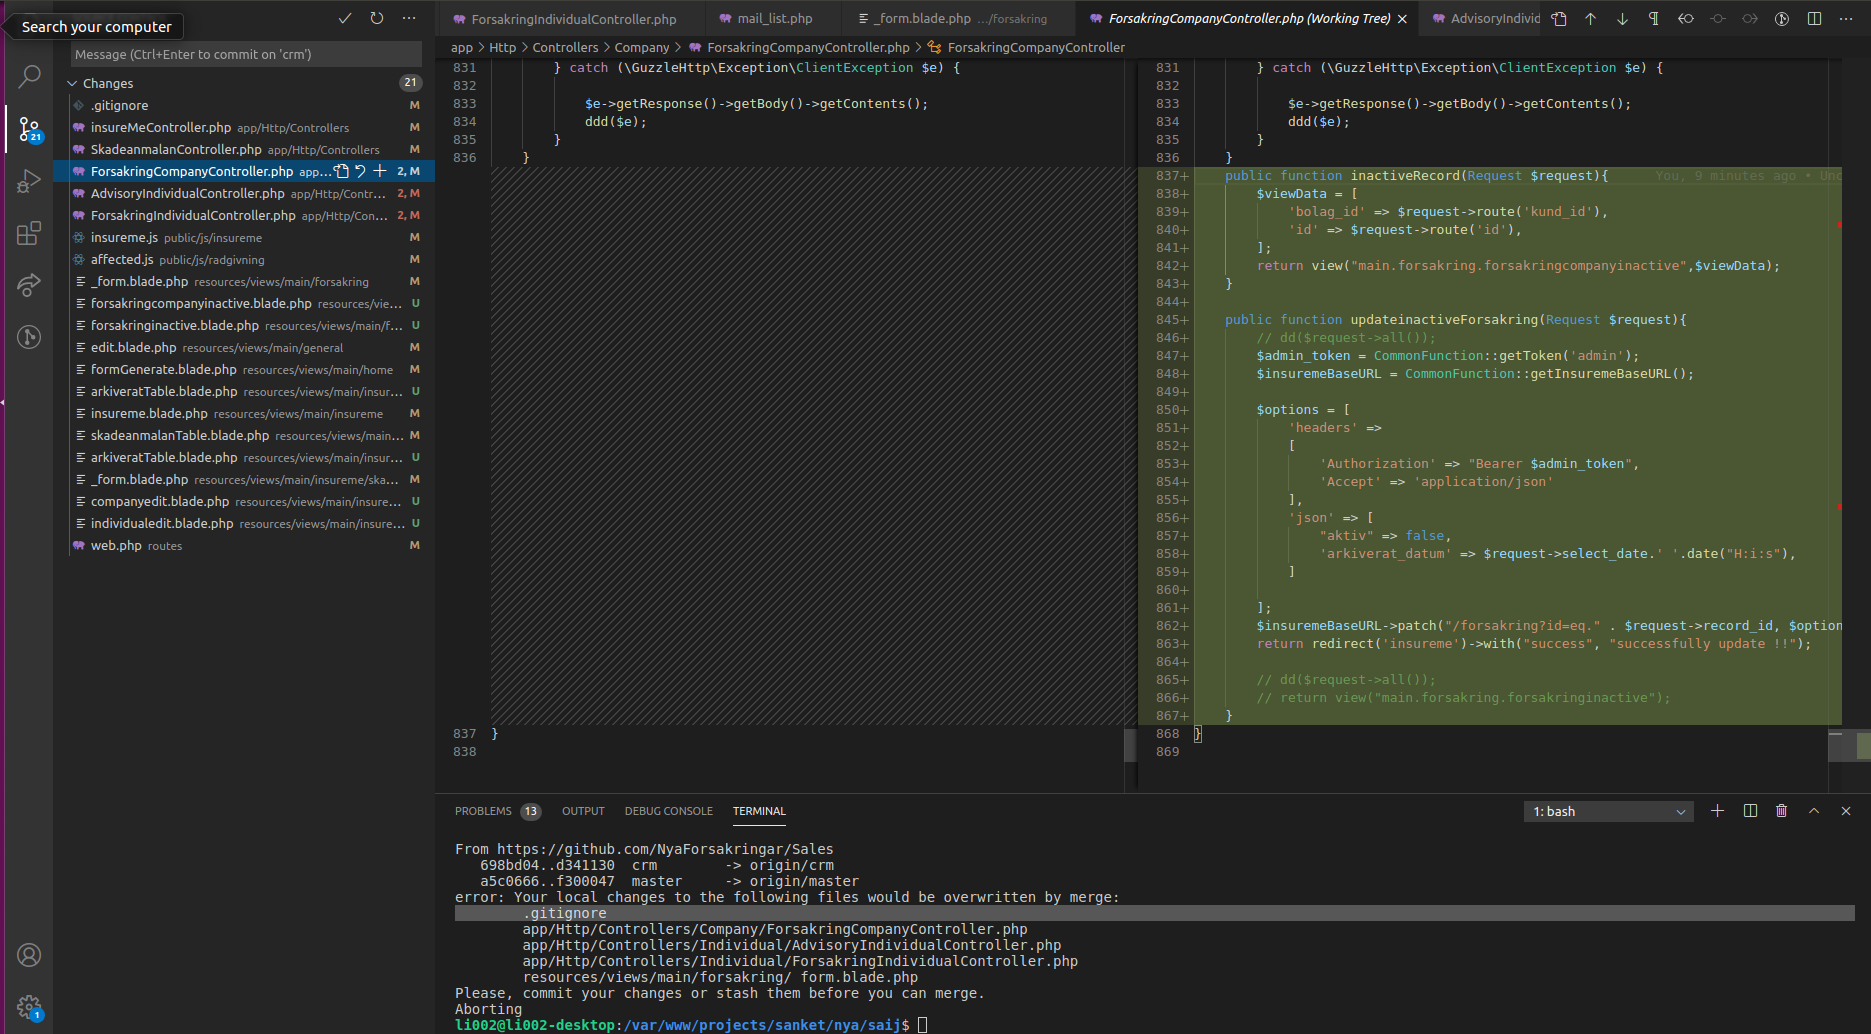 Search your computer
Message (Ctrl+Enter to commit on 'crm')
Changes 21
.gitignore M
insureMeController.php app/Http/Controllers M
SkadeanmalanController.php app/Http/Controllers M
ForsakringCompanyController.php app... 2, M
AdvisoryIndividualController.php app/Http/Contr... 2, M
ForsakringIndividualController.php app/Http/Con... 2, M
insureme.js public/js/insureme M
affected.js public/js/radgivning M
_form.blade.php resources/views/main/forsakring M
forsakringcompanyinactive.blade.php resources/vie... U
forsakringinactive.blade.php resources/views/main/f... U
edit.blade.php resources/views/main/general M
formGenerate.blade.php resources/views/main/home M
arkiveratTable.blade.php resources/views/main/insur... U
insureme.blade.php resources/views/main/insureme M
skadeanmalanTable.blade.php resources/views/main... M
arkiveratTable.blade.php resources/views/main/insur... U
_form.blade.php resources/views/main/insureme/ska... M
companyedit.blade.php resources/views/main/insure... U
individualedit.blade.php resources/views/main/insure... U
web.php routes M
21
1
ForsakringIndividualController.php
mail_list.php
_form.blade.php .../forsakring
ForsakringCompanyController.php (Working Tree)
AdvisoryIndivid
app > Http > Controllers > Company > ForsakringCompanyController.php > ForsakringCompanyController
831 } catch (\GuzzleHttp\Exception\ClientException $e) {
832
833 $e->getResponse()->getBody()->getContents();
834 ddd($e);
835 }
836 }
837 }
838
831 } catch (\GuzzleHttp\Exception\ClientException $e) {
832
833 $e->getResponse()->getBody()->getContents();
834 ddd($e);
835 }
836 }
837+ public function inactiveRecord(Request $request){ You, 9 minutes ago • Unc
838+ $viewData = [
839+ 'bolag_id' => $request->route('kund_id'),
840+ 'id' => $request->route('id'),
841+ ];
842+ return view("main.forsakring.forsakringcompanyinactive",$viewData);
843+ }
844+
845+ public function updateinactiveForsakring(Request $request){
846+ // dd($request->all());
847+ $admin_token = CommonFunction::getToken('admin');
848+ $insuremeBaseURL = CommonFunction::getInsuremeBaseURL();
849+
850+ $options = [
851+ 'headers' =>
852+ [
853+ 'Authorization' => "Bearer $admin_token",
854+ 'Accept' => 'application/json'
855+ ],
856+ 'json' => [
857+ "aktiv" => false,
858+ 'arkiverat_datum' => $request->select_date.' '.date("H:i:s"),
859+ ]
860+
861+ ];
862+ $insuremeBaseURL->patch("/forsakring?id=eq." . $request->record_id, $option
863+ return redirect('insureme')->with("success", "successfully update !!");
864+
865+ // dd($request->all());
866+ // return view("main.forsakring.forsakringinactive");
867+ }
868 }
869
PROBLEMS 13 OUTPUT DEBUG CONSOLE TERMINAL 1: bash
From https://github.com/NyaForsakringar/Sales
698bd04..d341130 crm -> origin/crm
a5c0666..f300047 master -> origin/master
error: Your local changes to the following files would be overwritten by merge:
.gitignore
app/Http/Controllers/Company/ForsakringCompanyController.php
app/Http/Controllers/Individual/AdvisoryIndividualController.php
app/Http/Controllers/Individual/ForsakringIndividualController.php
resources/views/main/forsakring/ form.blade.php
Please, commit your changes or stash them before you can merge.
Aborting
li002@li002-desktop:/var/www/projects/sanket/nya/saij$